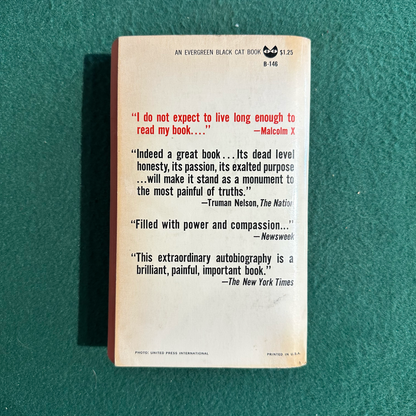 AN EVERGREEN BLACK CAT BOOK $1.25
B-146
“I do not expect to live long enough to
read my book....” —Malcolm X
“Indeed a great book...Its dead level
honesty, its passion, its exalted purpose
...will make it stand as a monument to
the most painful of truths.”
—Truman Nelson, The Nation
“Filled with power and compassion...”
—Newsweek
“This extraordinary autobiography is a
brilliant, painful, important book.”
—The New York Times
PHOTO: UNITED PRESS INTERNATIONAL PRINTED IN U.S.A.